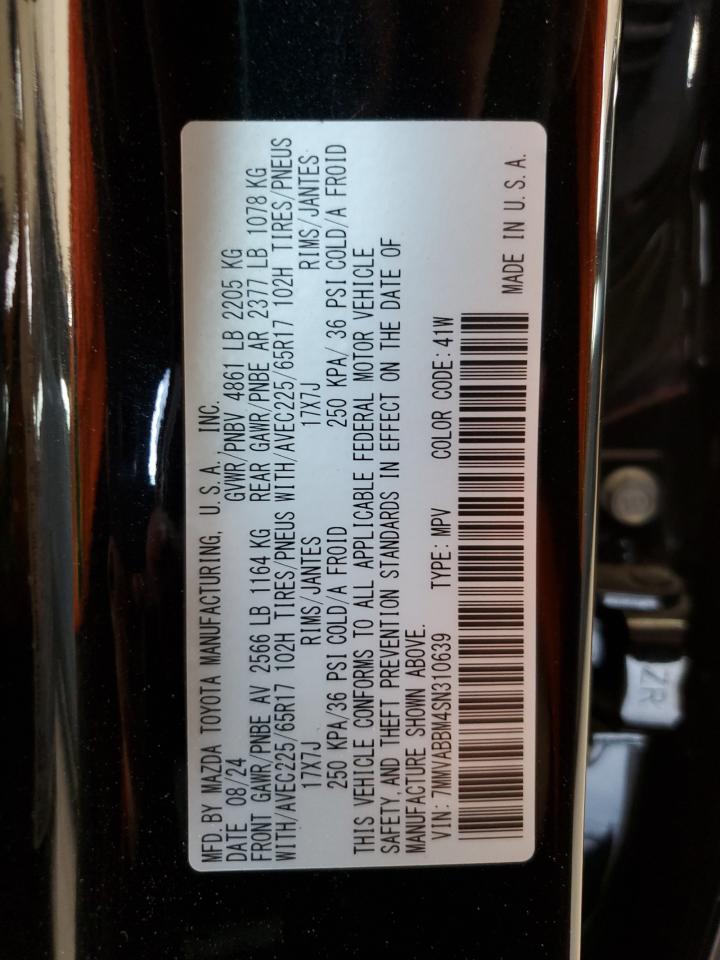 MFD. BY MAZDA TOYOTA MANUFACTURING, U. S. A., INC.
DATE 08/24 GVWR/PNBV 4861 LB 2205 KG
FRONT GAWR/PNBE AV 2566 LB 1164 KG REAR GAWR/PNBE AR 2377 LB 1078 KG
WITH/AVEC225/65R17 102H TIRES/PNEUS WITH/AVEC225/65R17 102H TIRES/PNEUS
17X7J RIMS/JANTES 17X7J RIMS/JANTES
250 KPA/36 PSI COLD/A FROID 250 KPA/ 36 PSI COLD/A FROID
THIS VEHICLE CONFORMS TO ALL APPLICABLE FEDERAL MOTOR VEHICLE
SAFETY, AND THEFT PREVENTION STANDARDS IN EFFECT ON THE DATE OF
MANUFACTURE SHOWN ABOVE.
VIN: 7MMVABBM4SN310639 TYPE: MPV COLOR CODE: 41W
MADE IN U. S. A.
ZR